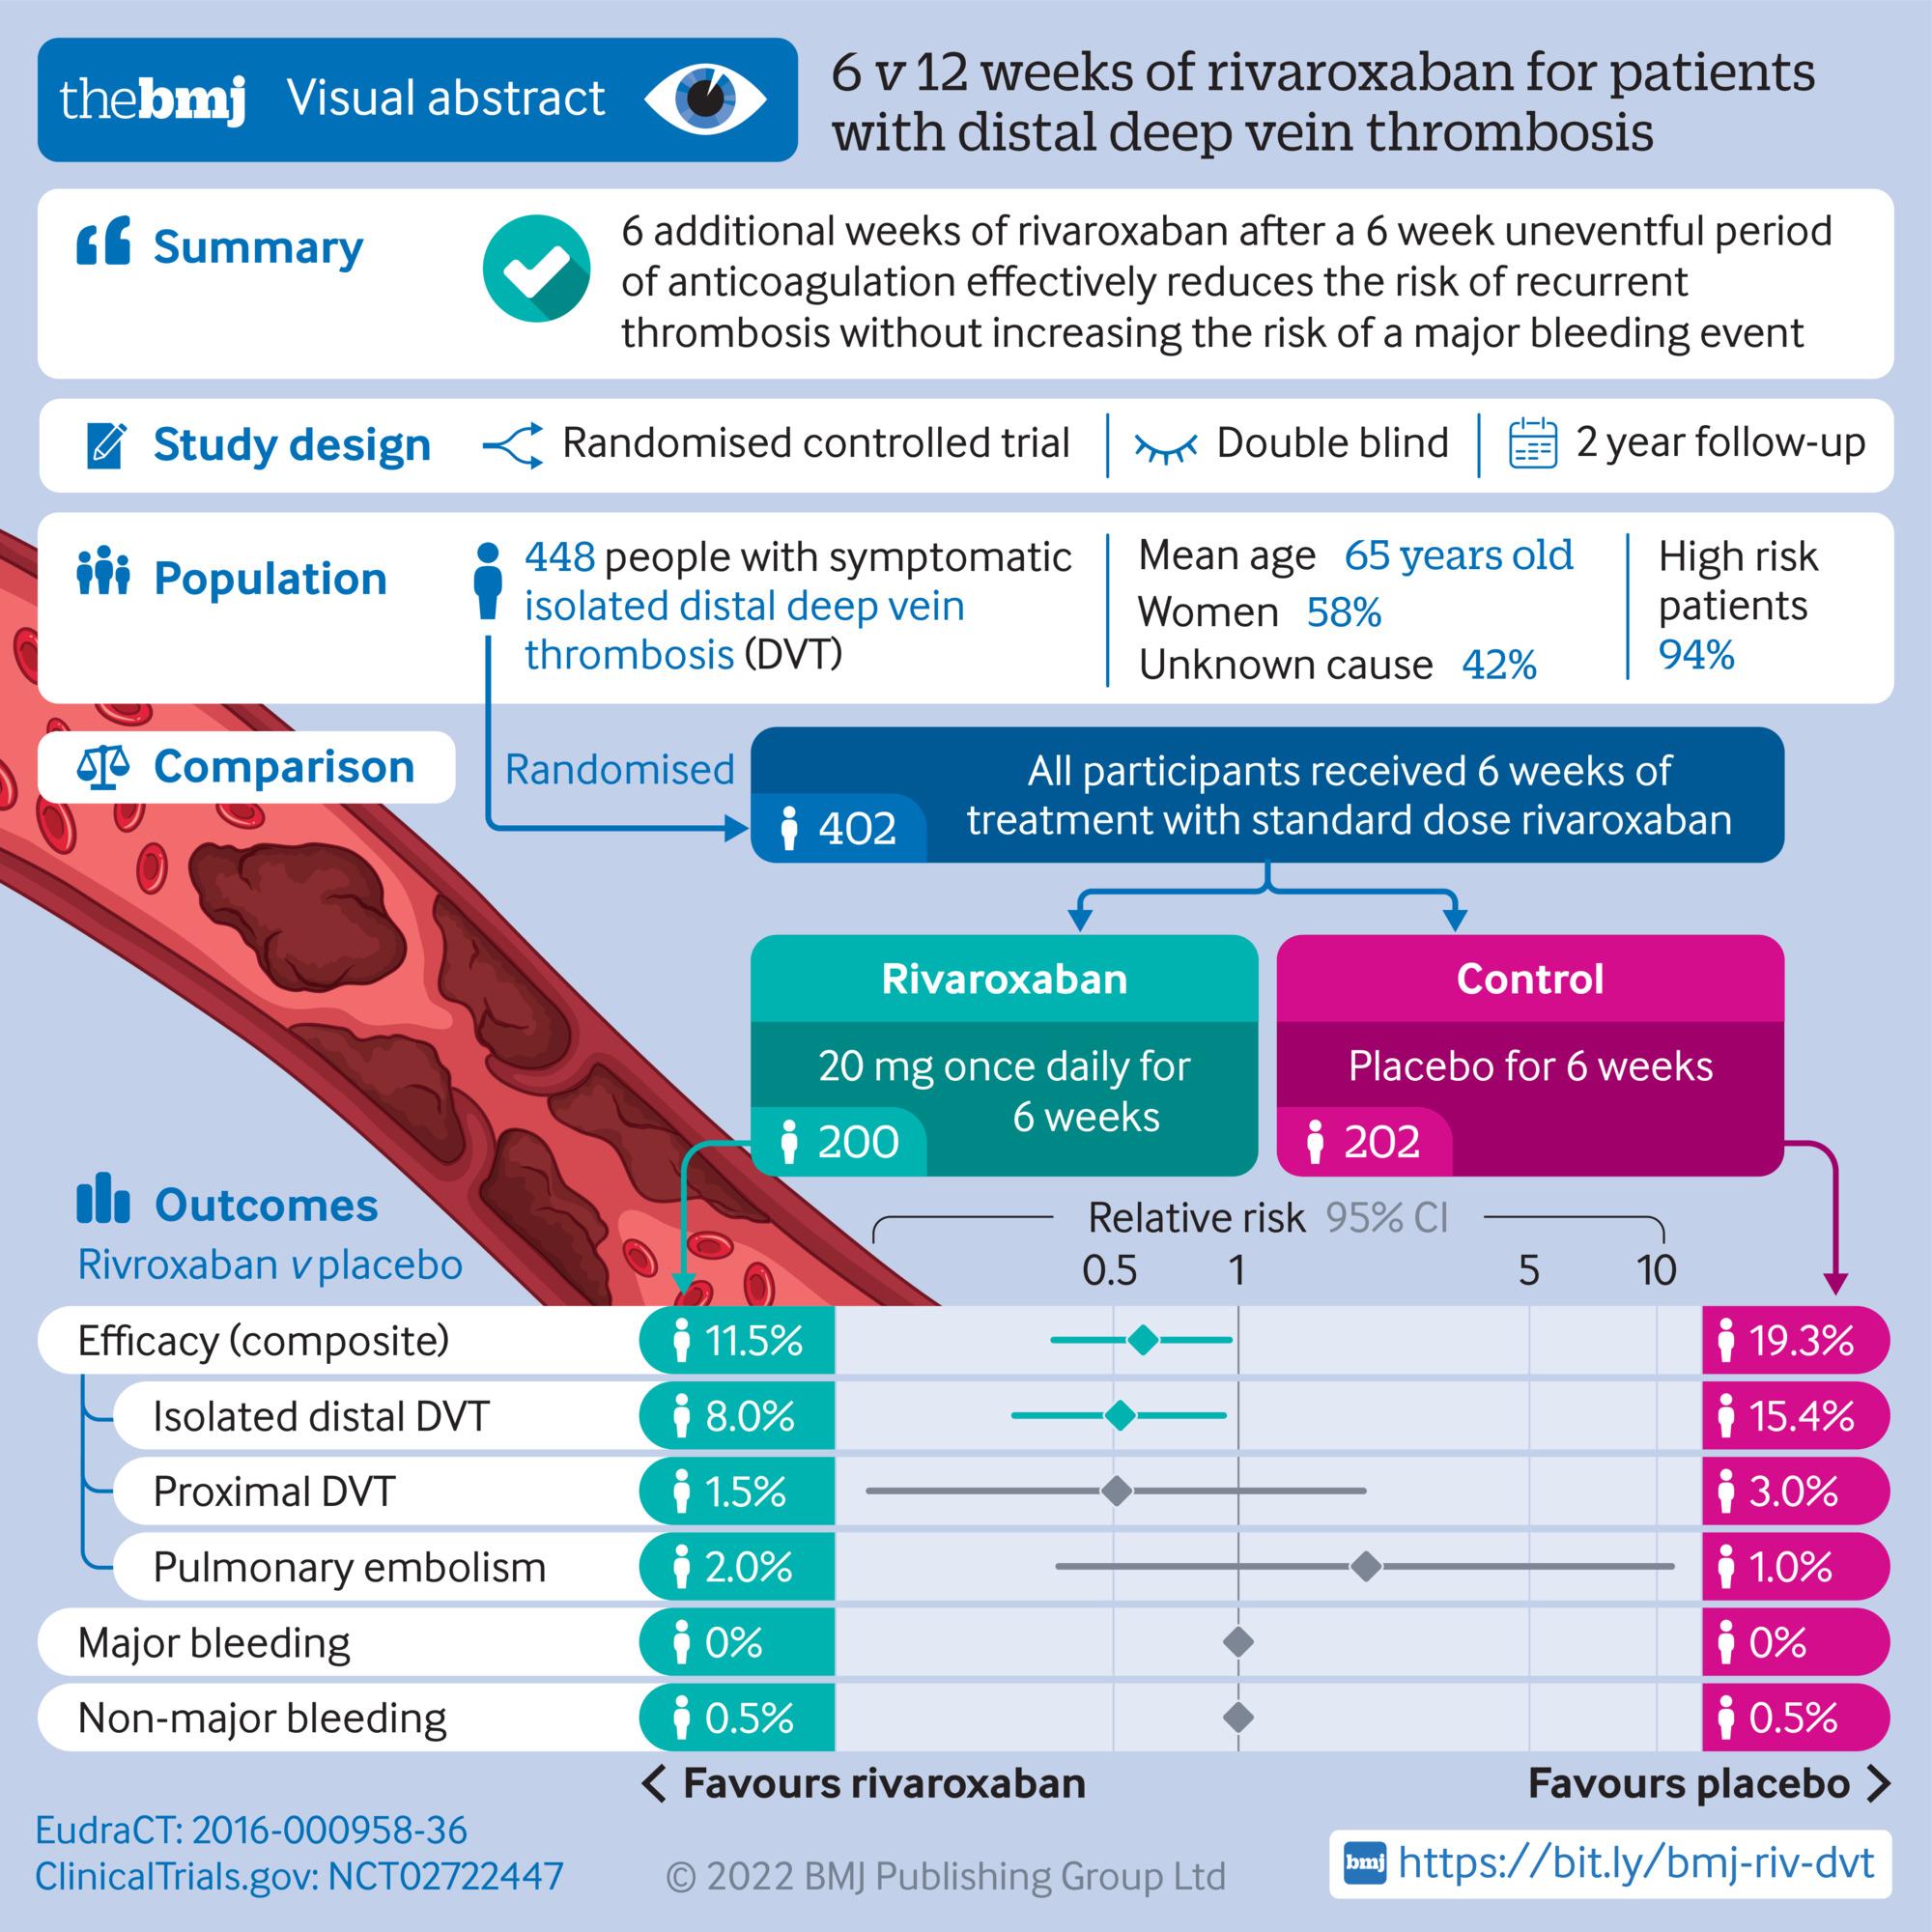 thebmj Visual abstract
6 v 12 weeks of rivaroxaban for patients
with distal deep vein thrombosis
Summary
6 additional weeks of rivaroxaban after a 6 week uneventful period
of anticoagulation effectively reduces the risk of recurrent
thrombosis without increasing the risk of a major bleeding event
Study design
Randomised controlled trial
Double blind
2 year follow-up
Population
448 people with symptomatic
isolated distal deep vein
thrombosis (DVT)
Mean age 65 years old
Women 58%
Unknown cause 42%
High risk
patients
94%
Comparison
Randomised
402
All participants received 6 weeks of
treatment with standard dose rivaroxaban
Rivaroxaban
20 mg once daily for
6 weeks
200
Control
Placebo for 6 weeks
202
Outcomes
Rivroxaban v placebo
Relative risk 95% CI
0.5 1 5 10
Efficacy (composite) 11.5% 19.3%
Isolated distal DVT 8.0% 15.4%
Proximal DVT 1.5% 3.0%
Pulmonary embolism 2.0% 1.0%
Major bleeding 0% 0%
Non-major bleeding 0.5% 0.5%
< Favours rivaroxaban Favours placebo >
EudraCT: 2016-000958-36
ClinicalTrials.gov: NCT02722447
© 2022 BMJ Publishing Group Ltd
bmj https://bit.ly/bmj-riv-dvt